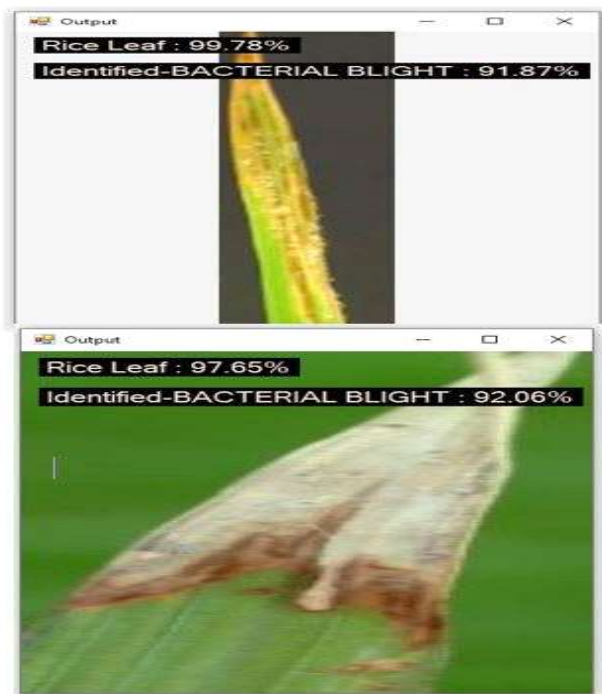 Output
Rice Leaf : 99.78%
Identified-BACTERIAL BLIGHT : 91.87%
Output
Rice Leaf : 97.65%
Identified-BACTERIAL BLIGHT : 92.06%